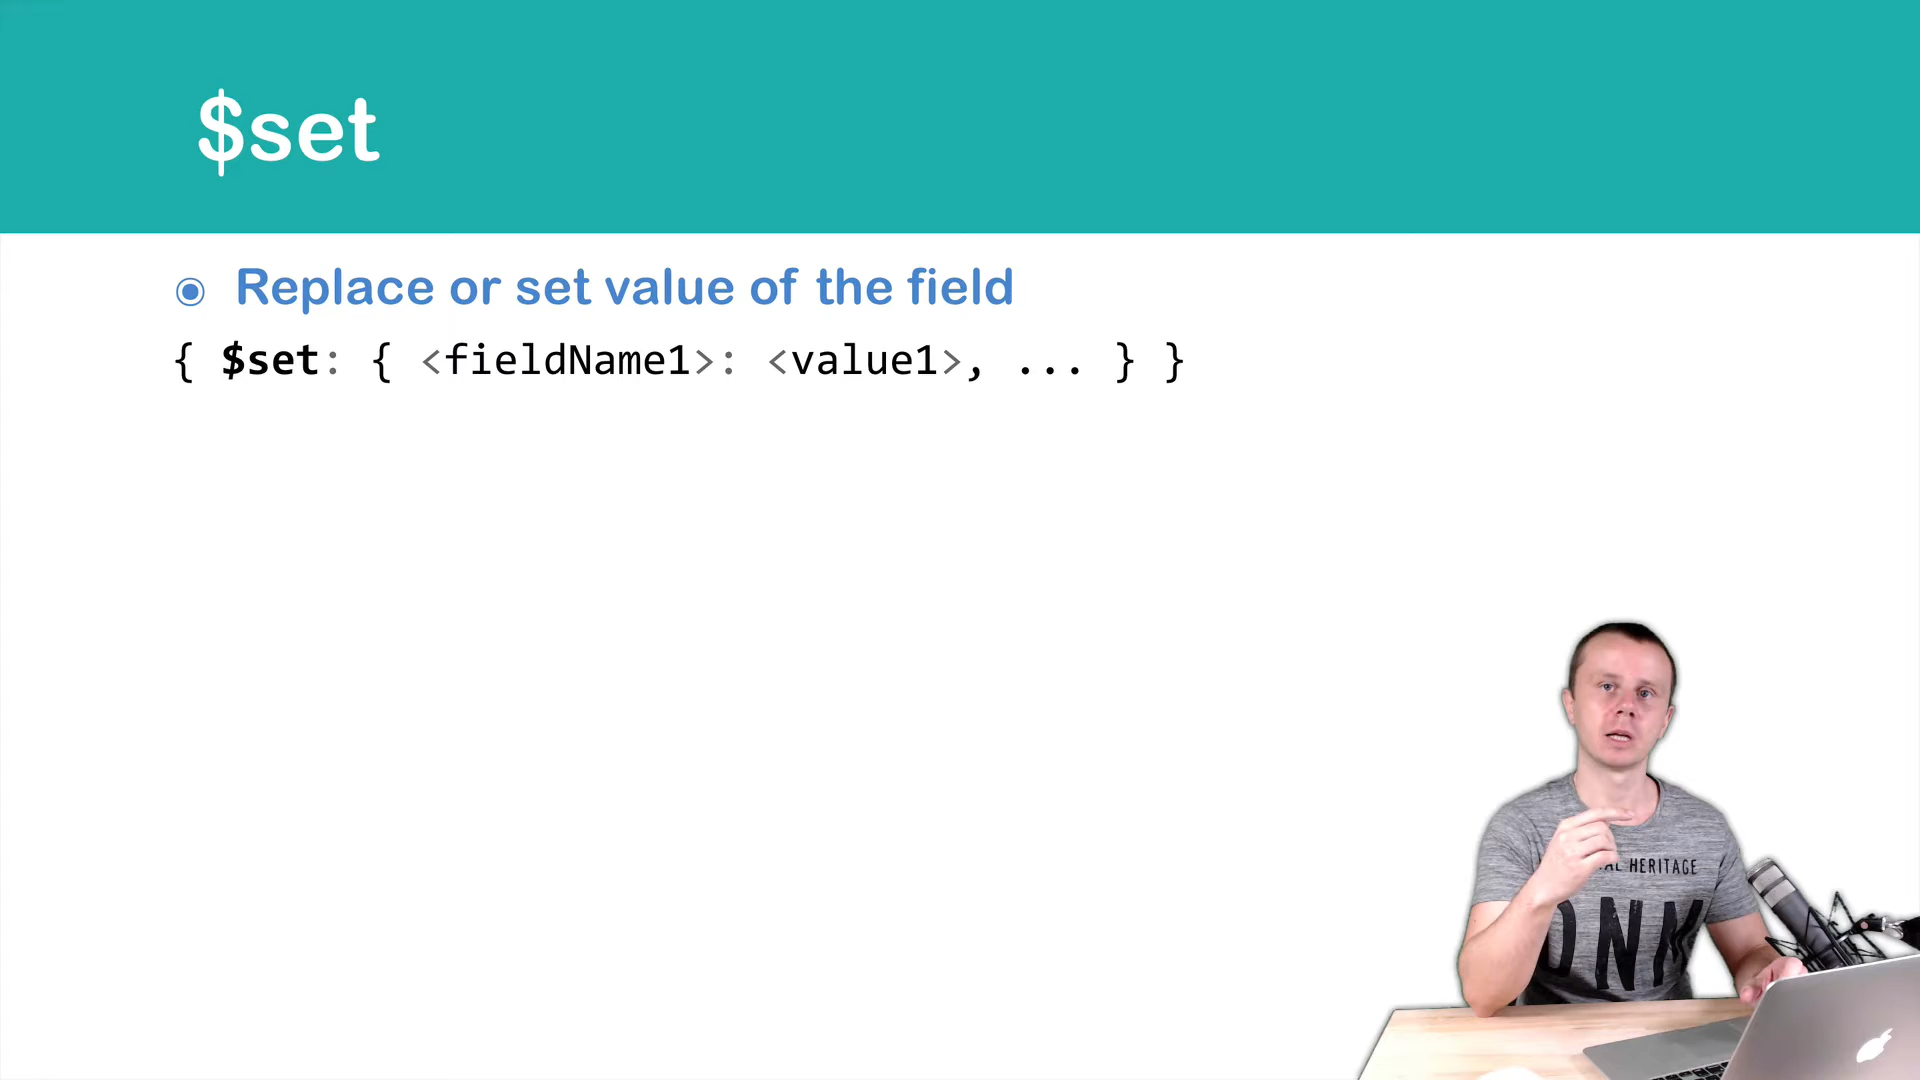 $set
Replace or set value of the field
{ $set: { <fieldName1>: <value1>, ... } }
HERITAGE